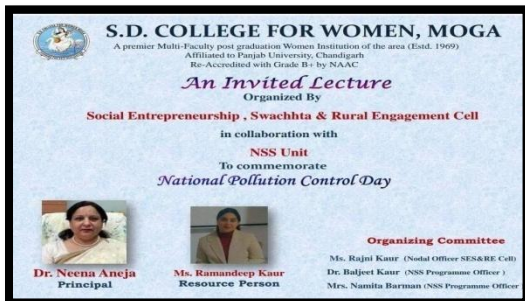 S.D. COLLEGE FOR WOMEN, MOGA
A premier Multi-Faculty post graduation Women Institution of the area (Estd. 1969)
Affiliated to Panjab University, Chandigarh
Re-Accredited with Grade B+ by NAAC
An Invited Lecture
Organized By
Social Entrepreneurship , Swachhta & Rural Engagement Cell
in collaboration with
NSS Unit
To commemorate
National Pollution Control Day
Dr. Neena Aneja
Principal
Ms. Ramandeep Kaur
Resource Person
Organizing Committee
Ms. Rajni Kaur (Nodal Officer SES&RE Cell)
Dr. Baljeet Kaur (NSS Programme Officer )
Mrs. Namita Barman (NSS Programme Officer